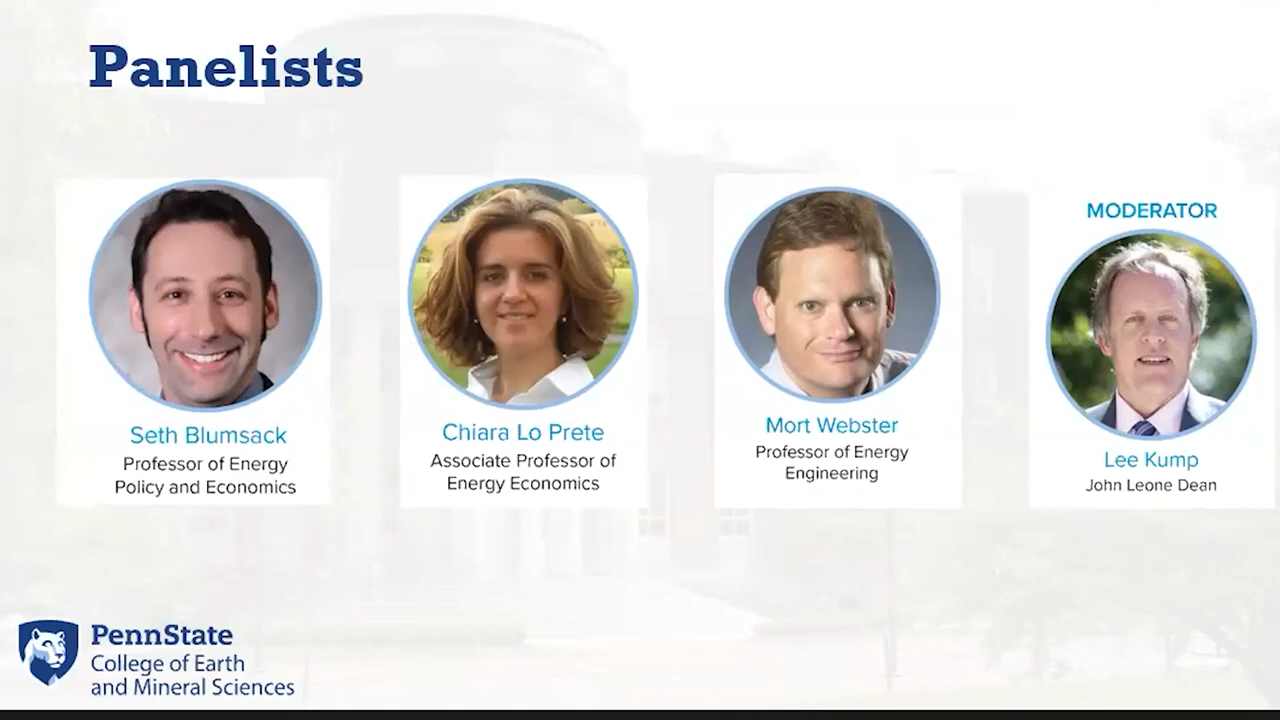 Panelists
Seth Blumsack
Professor of Energy
Policy and Economics
Chiara Lo Prete
Associate Professor of
Energy Economics
Mort Webster
Professor of Energy
Engineering
MODERATOR
Lee Kump
John Leone Dean
PennState
College of Earth
and Mineral Sciences